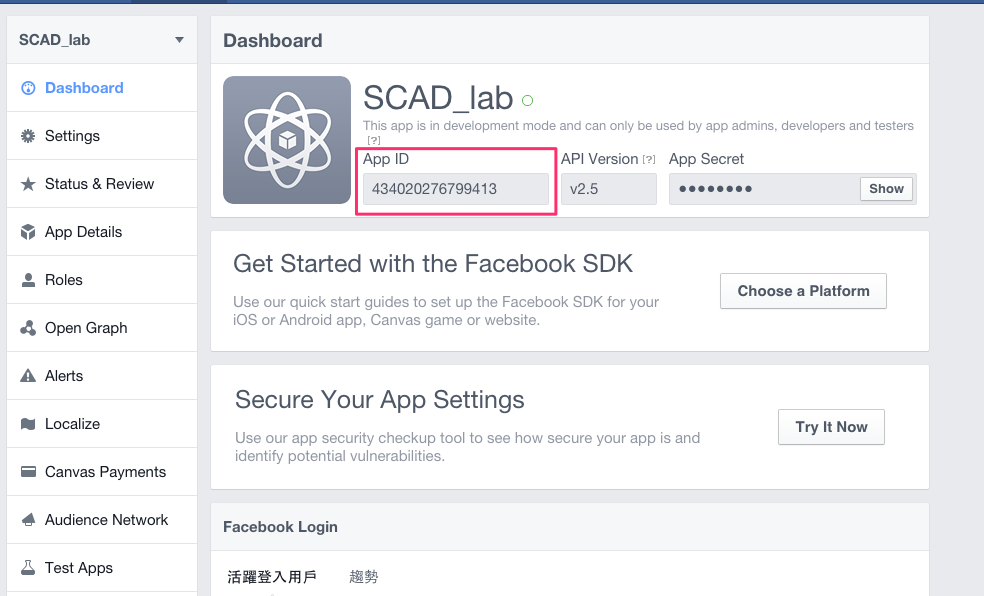 SCAD_lab
Dashboard
Settings
Status & Review
App Details
Roles
Open Graph
Alerts
Localize
Canvas Payments
Audience Network
Test Apps
Dashboard
SCAD_lab
This app is in development mode and can only be used by app admins, developers and testers
[?]
App ID
434020276799413
API Version [?]
v2.5
App Secret
●●●●●●●●
Show
Get Started with the Facebook SDK
Use our quick start guides to set up the Facebook SDK for your
iOS or Android app, Canvas game or website.
Choose a Platform
Secure Your App Settings
Use our app security checkup tool to see how secure your app is and
identify potential vulnerabilities.
Try It Now
Facebook Login
活躍登入用戶
趨勢